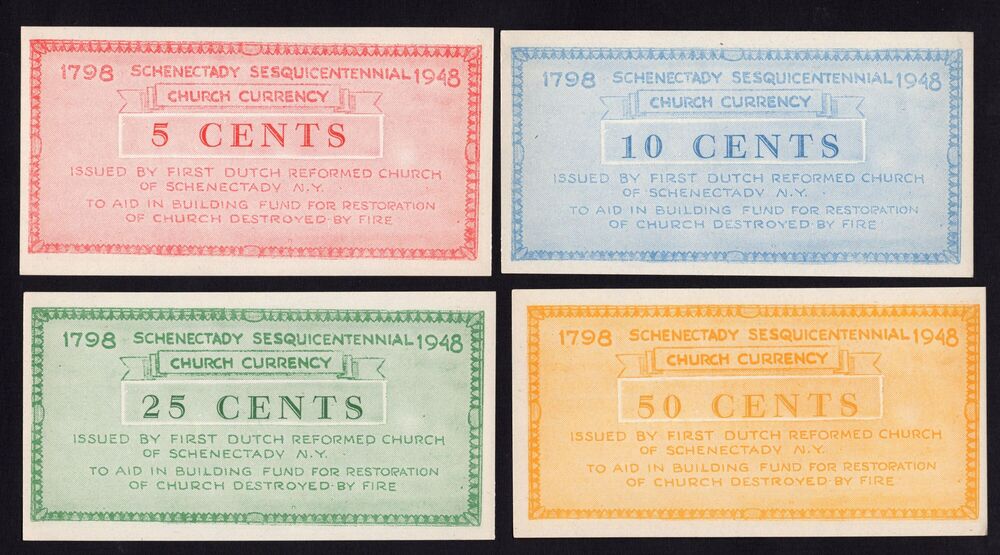 1798 SCHENECTADY SESQUICENTENNIAL 1948
CHURCH CURRENCY
5 CENTS
ISSUED BY FIRST DUTCH REFORMED CHURCH
OF SCHENECTADY N.Y.
TO AID IN BUILDING FUND FOR RESTORATION
OF CHURCH DESTROYED BY FIRE
1798 SCHENECTADY SESQUICENTENNIAL 1948
CHURCH CURRENCY
10 CENTS
ISSUED BY FIRST DUTCH REFORMED CHURCH
OF SCHENECTADY N.Y.
TO AID IN BUILDING FUND FOR RESTORATION
OF CHURCH DESTROYED BY FIRE
1798 SCHENECTADY SESQUICENTENNIAL 1948
CHURCH CURRENCY
25 CENTS
ISSUED BY FIRST DUTCH REFORMED CHURCH
OF SCHENECTADY N.Y.
TO AID IN BUILDING FUND FOR RESTORATION
OF CHURCH DESTROYED BY FIRE
1798 SCHENECTADY SESQUICENTENNIAL 1948
CHURCH CURRENCY
50 CENTS
ISSUED BY FIRST DUTCH REFORMED CHURCH
OF SCHENECTADY N.Y.
TO AID IN BUILDING FUND FOR RESTORATION
OF CHURCH DESTROYED BY FIRE